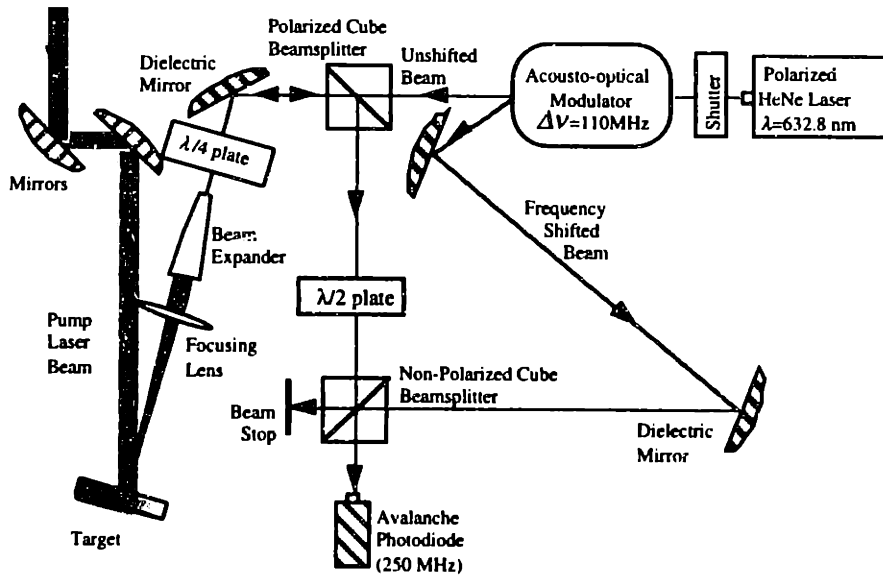 Polarized Cube
Beamsplitter
Dielectric
Mirror
Unshifted
Beam
Acousto-optical
Modulator
ΔV=110MHz
Shutter
Polarized
HeNe Laser
λ=632.8 nm
λ/4 plate
Mirrors
Beam
Expander
Frequency
Shifted
Beam
λ/2 plate
Pump
Laser
Beam
Focusing
Lens
Non-Polarized Cube
Beamsplitter
Beam
Stop
Dielectric
Mirror
Target
Avalanche
Photodiode
(250 MHz)